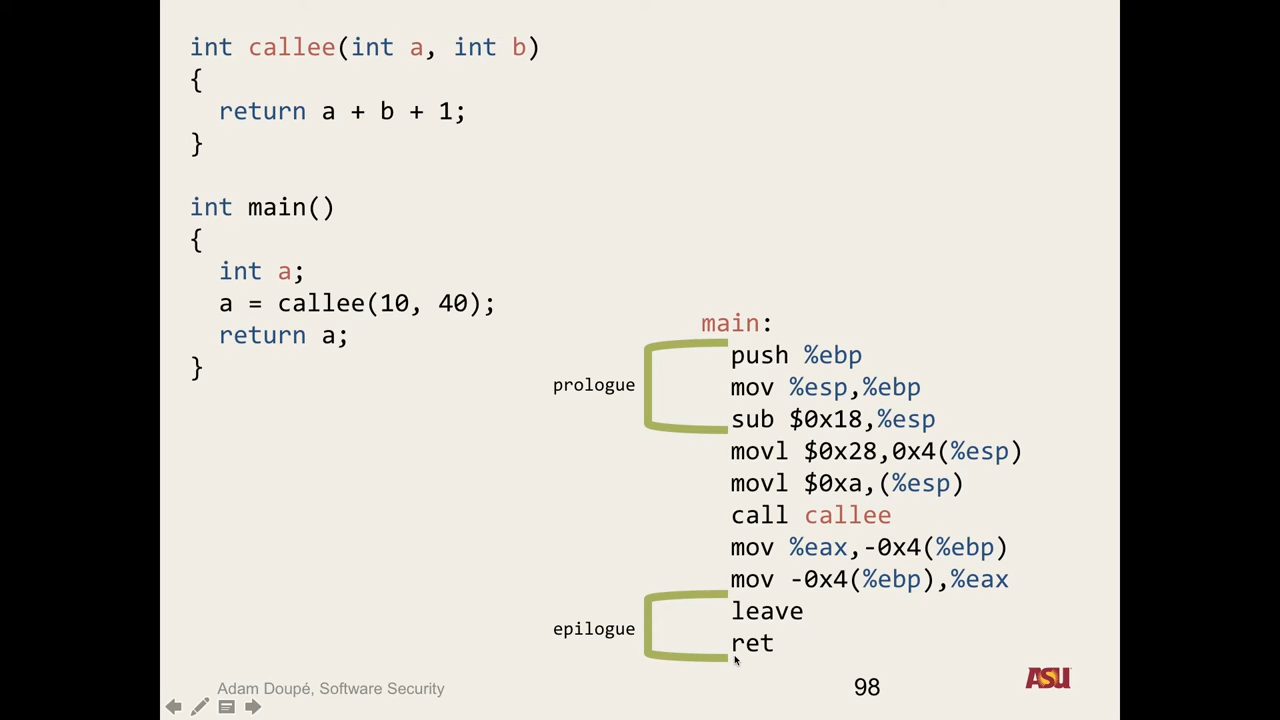 int callee(int a, int b)
{
return a + b + 1;
}
int main()
{
int a;
a = callee(10, 40);
return a;
}
main:
prologue
push %ebp
mov %esp,%ebp
sub $0x18,%esp
movl $0x28,0x4(%esp)
movl $0xa,(%esp)
call callee
mov %eax,-0x4(%ebp)
mov -0x4(%ebp),%eax
epilogue
leave
ret
Adam Doupé, Software Security
98
ASU